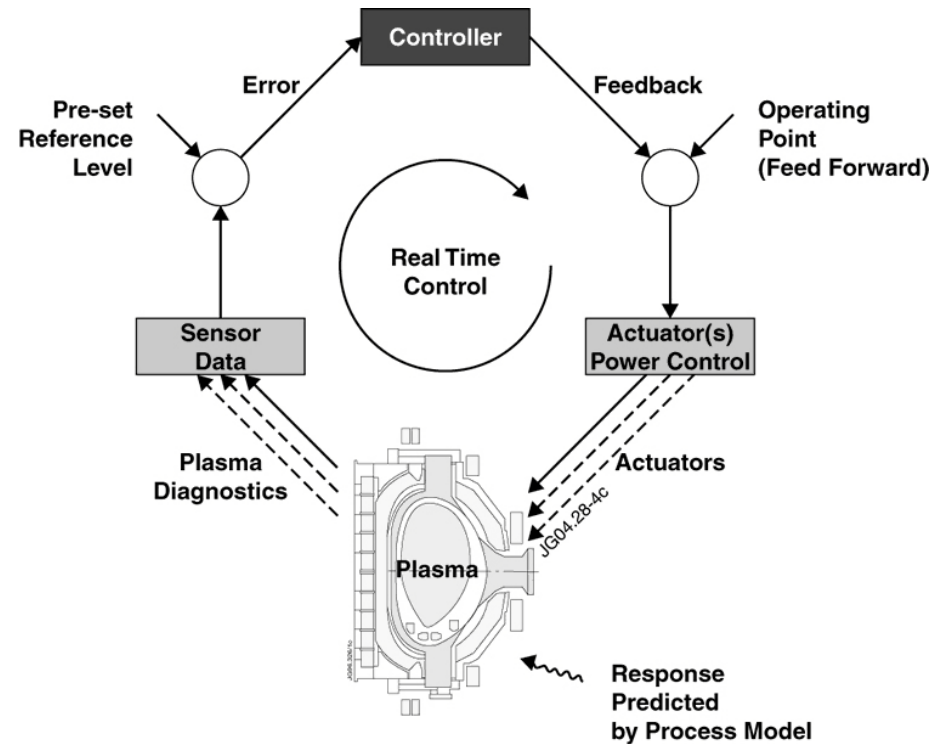 Controller
Error
Feedback
Pre-set
Reference
Level
Operating
Point
(Feed Forward)
Real Time
Control
Sensor
Data
Actuator(s)
Power Control
Plasma
Diagnostics
Actuators
JG04.28-4c
Plasma
Response
Predicted
by Process Model